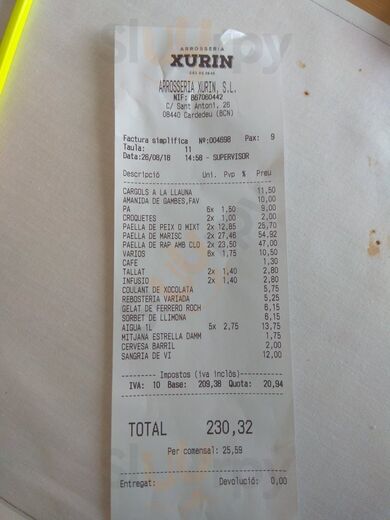 ARROSSERIA
XURIN
ARROSSERIA XURIN, S.L.
NIF: B67060442
C/ Sant Antoni, 26
08440 Cardedeu (BCN)
Factura simplifica Nº:004698 Pax: 9
Taula: 11
Data:26/08/18 14:58 - SUPERVISOR
Descripció Uni. Pvp % Preu
CARGOLS A LA LLAUNA 11,50
AMANIDA DE GAMBES,FAV 10,00
PA 6x 1,50 9,00
CROQUETES 2x 1,00 2,00
PAELLA DE PEIX O MIXT 2x 12,85 25,70
PAELLA DE MARISC 2x 27,46 54,92
PAELLA DE RAP AMB CLO 2x 23,50 47,00
VARIOS 6x 1,75 10,50
CAFE 1,30
TALLAT 2x 1,40 2,80
INFUSIO 2x 1,40 2,80
COULANT DE XOCOLATA 5,75
REBOSTERIA VARIADA 5,25
GELAT DE FERRERO ROCH 6,15
SORBET DE LLIMONA 6,15
AIGUA 1L 5x 2,75 13,75
MITJANA ESTRELLA DAMM 1,75
CERVESA BARRIL 2,00
SANGRIA DE VI 12,00
Impostos (iva inclòs)
IVA: 10 Base: 209,38 Quota: 20,94
TOTAL 230,32
Per comensal: 25,59
Entregat: Devolució: 0,00